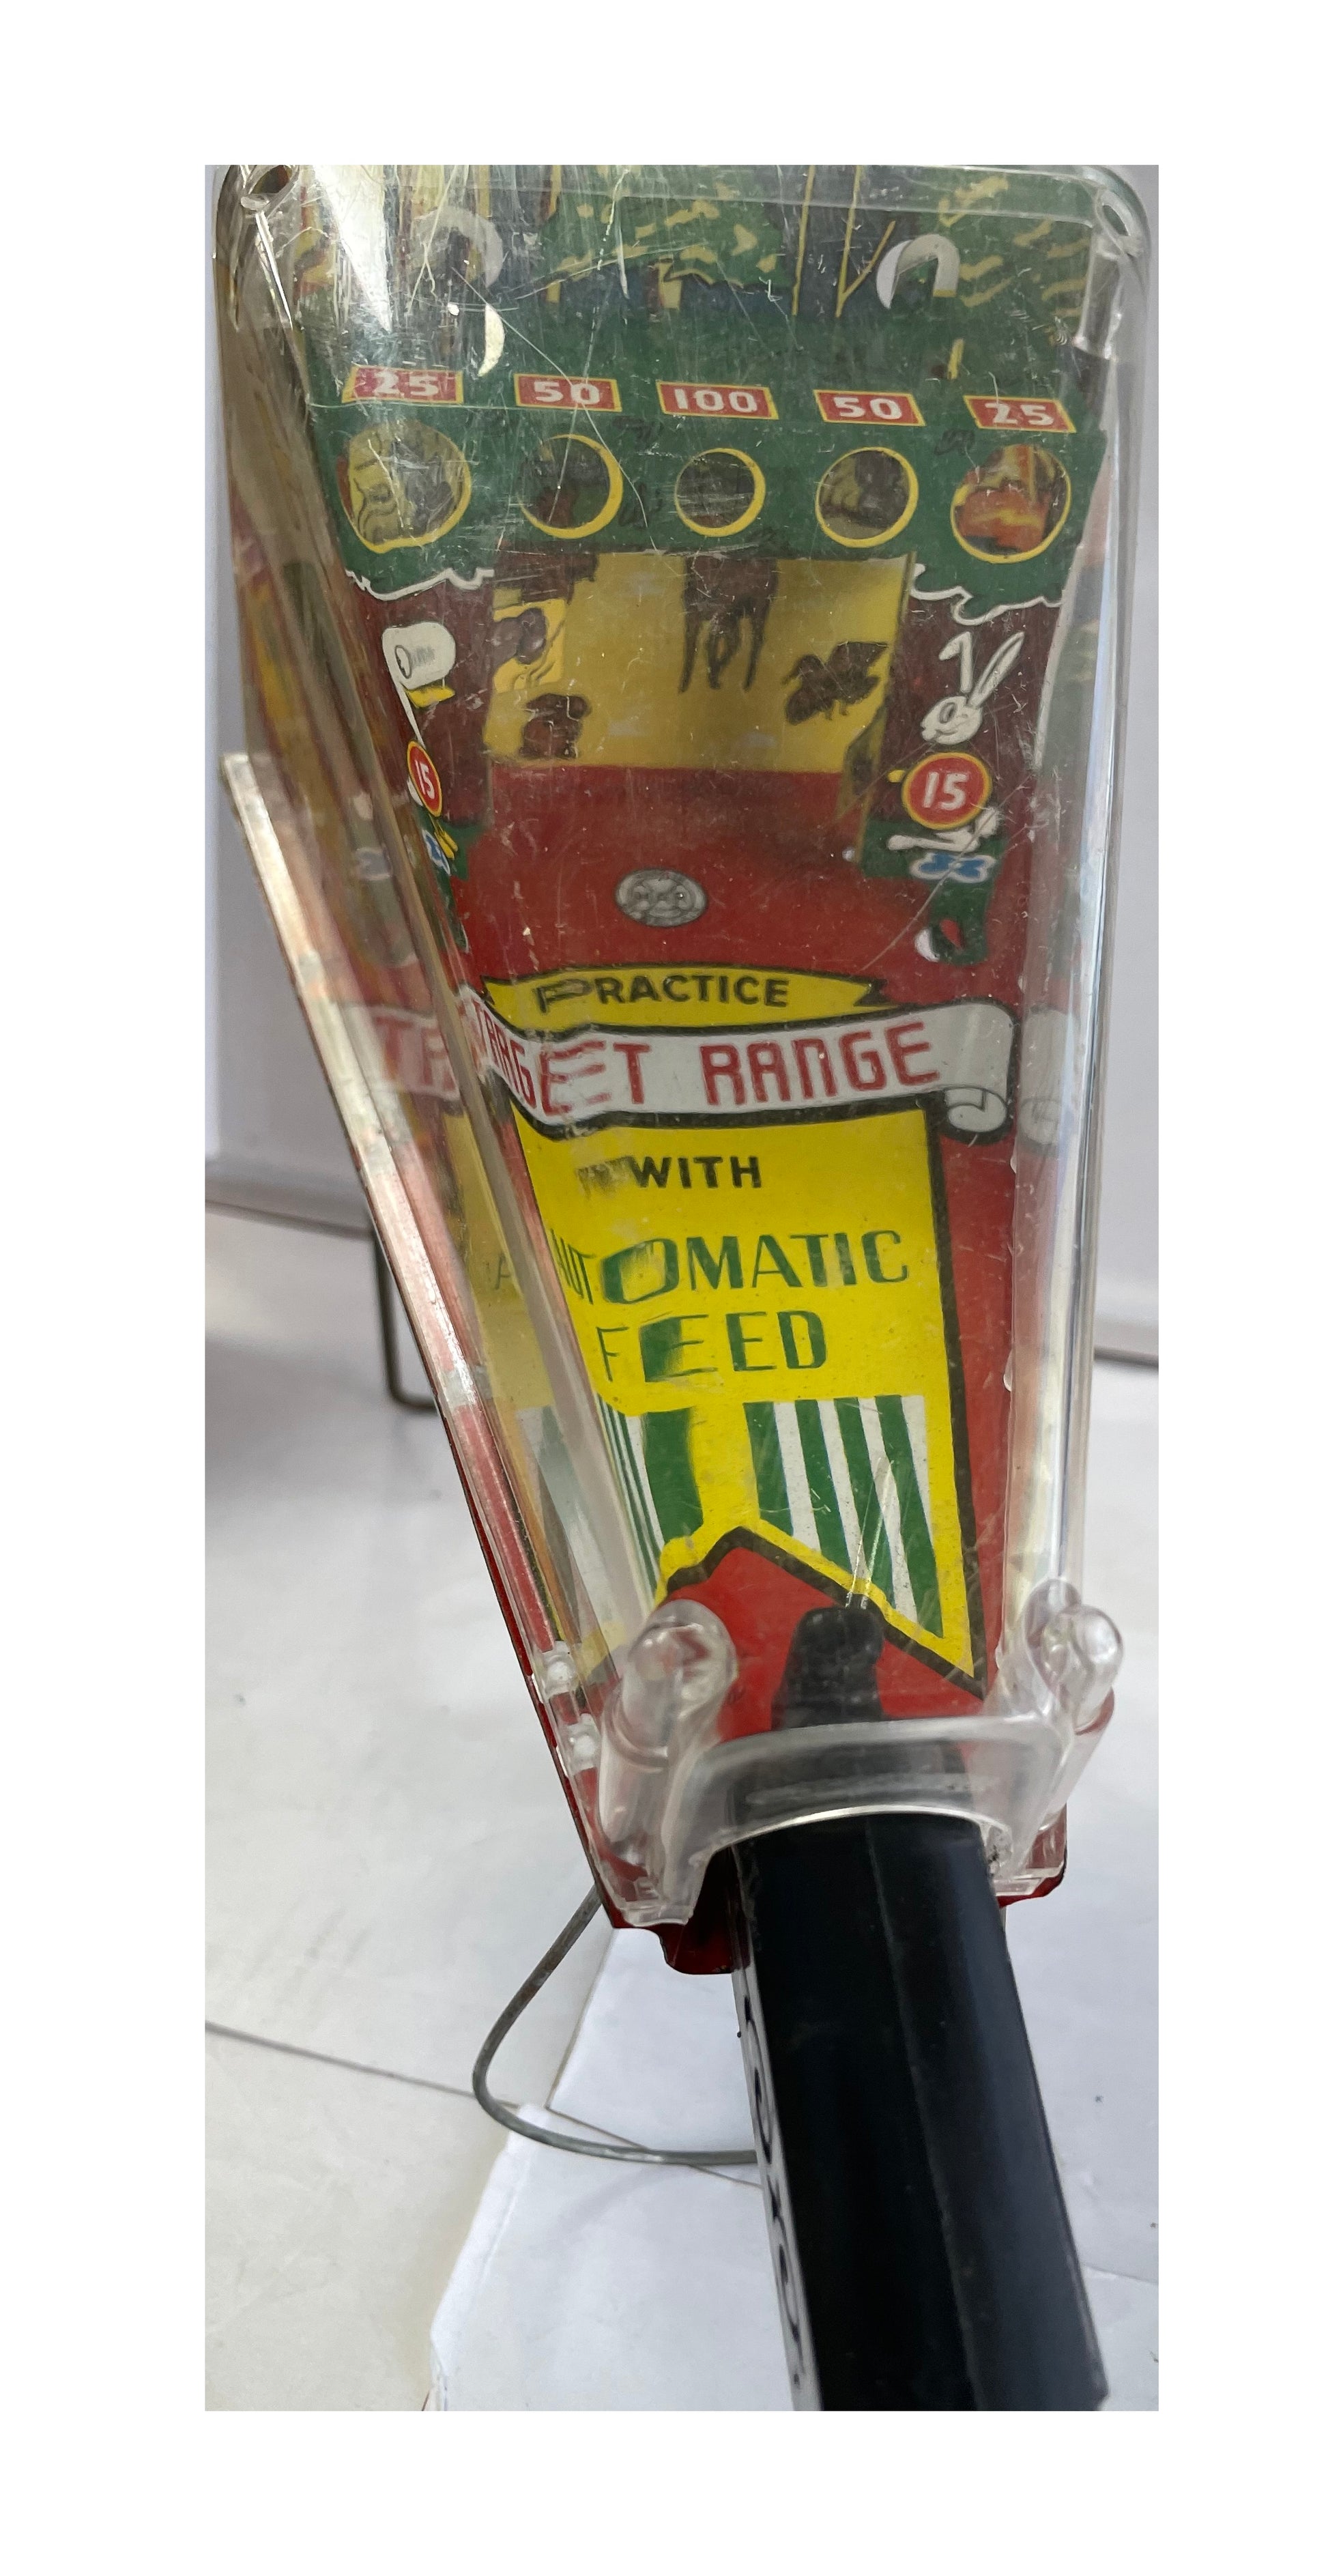 25 50 100 50 25
15 15
PRACTICE
TARGET RANGE
WITH
AUTOMATIC
FEED